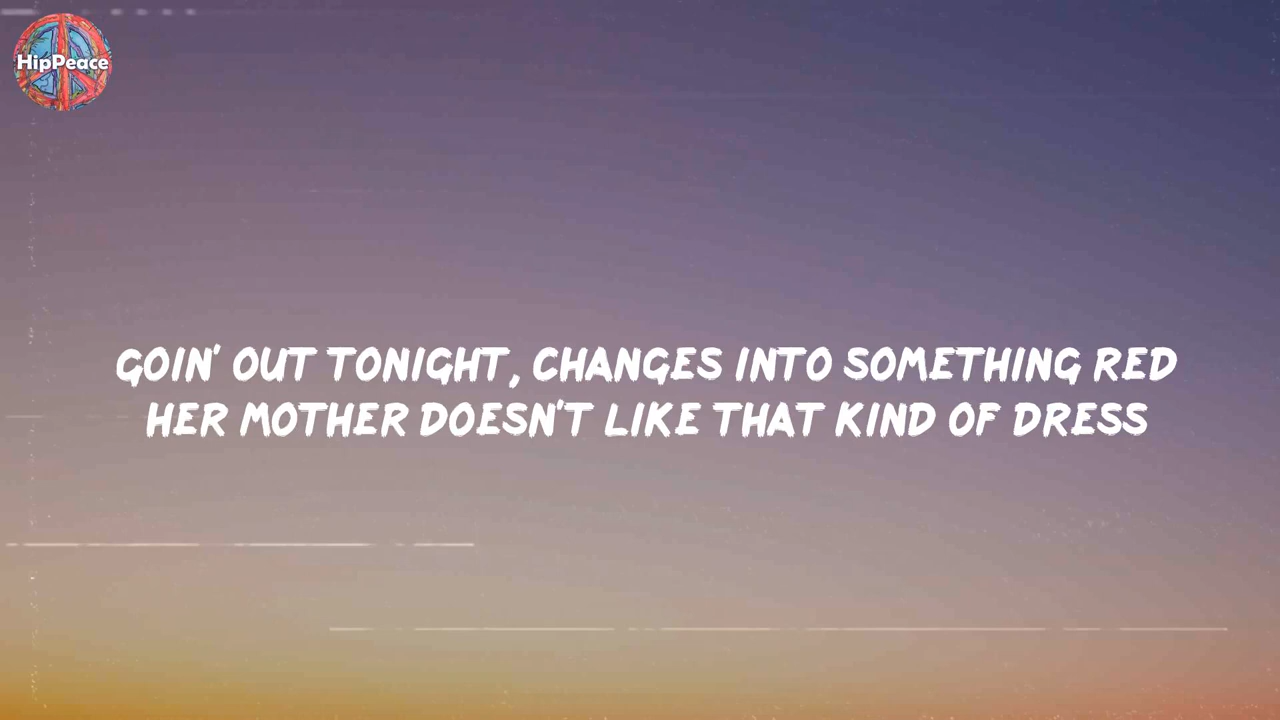 HipPeace
GOIN' OUT TONIGHT, CHANGES INTO SOMETHING RED
HER MOTHER DOESN'T LIKE THAT KIND OF DRESS